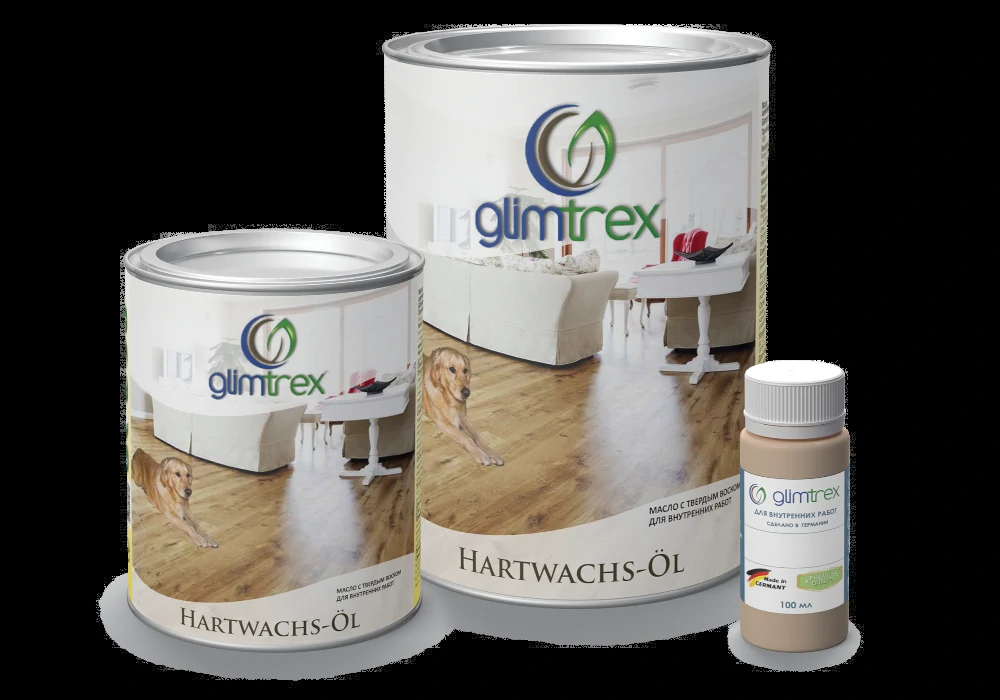 glimtrex
МАСЛО С ТВЕРДЫМ ВОСКОМ
ДЛЯ ВНУТРЕННИХ РАБОТ
HARTWACHS-ÖL
glimtrex
МАСЛО С ТВЕРДЫМ ВОСКОМ
ДЛЯ ВНУТРЕННИХ РАБОТ
HARTWACHS-ÖL
glimtrex
ДЛЯ ВНУТРЕННИХ РАБОТ
СДЕЛАНО В ГЕРМАНИИ
Made in
GERMANY
PREMIUM
100 мл